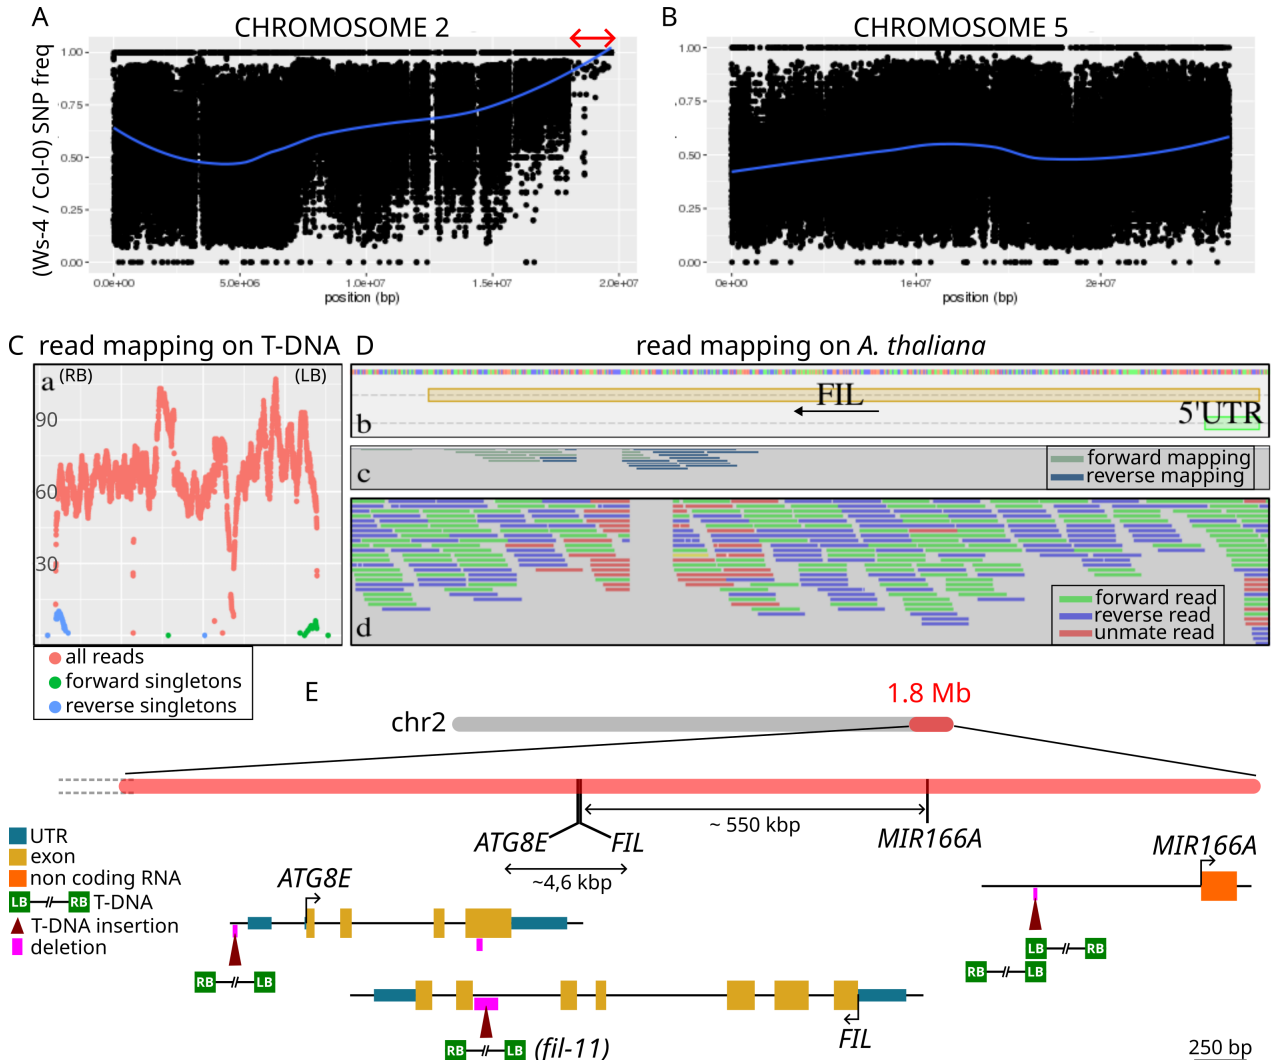 A
CHROMOSOME 2
B
CHROMOSOME 5
(Ws-4 / Col-0) SNP freq
1.00
0.75
0.50
0.25
0.00
0.0e+00
5.0e+06
1.0e+07
1.5e+07
2.0e+07
position (bp)
1.00
0.75
0.50
0.25
0.00
0e+00
1e+07
2e+07
position (bp)
C
read mapping on T-DNA
a
(RB)
(LB)
90
60
30
all reads
forward singletons
reverse singletons
D
read mapping on A. thaliana
FIL
5'UTR
b
c
forward mapping
reverse mapping
d
forward read
reverse read
unmate read
E
1.8 Mb
chr2
~ 550 kbp
ATG8E
FIL
MIR166A
~4,6 kbp
UTR
exon
non coding RNA
LB
RB
T-DNA
T-DNA insertion
deletion
ATG8E
RB
LB
FIL
RB
LB
(fil-11)
MIR166A
LB
RB
RB
LB
250 bp